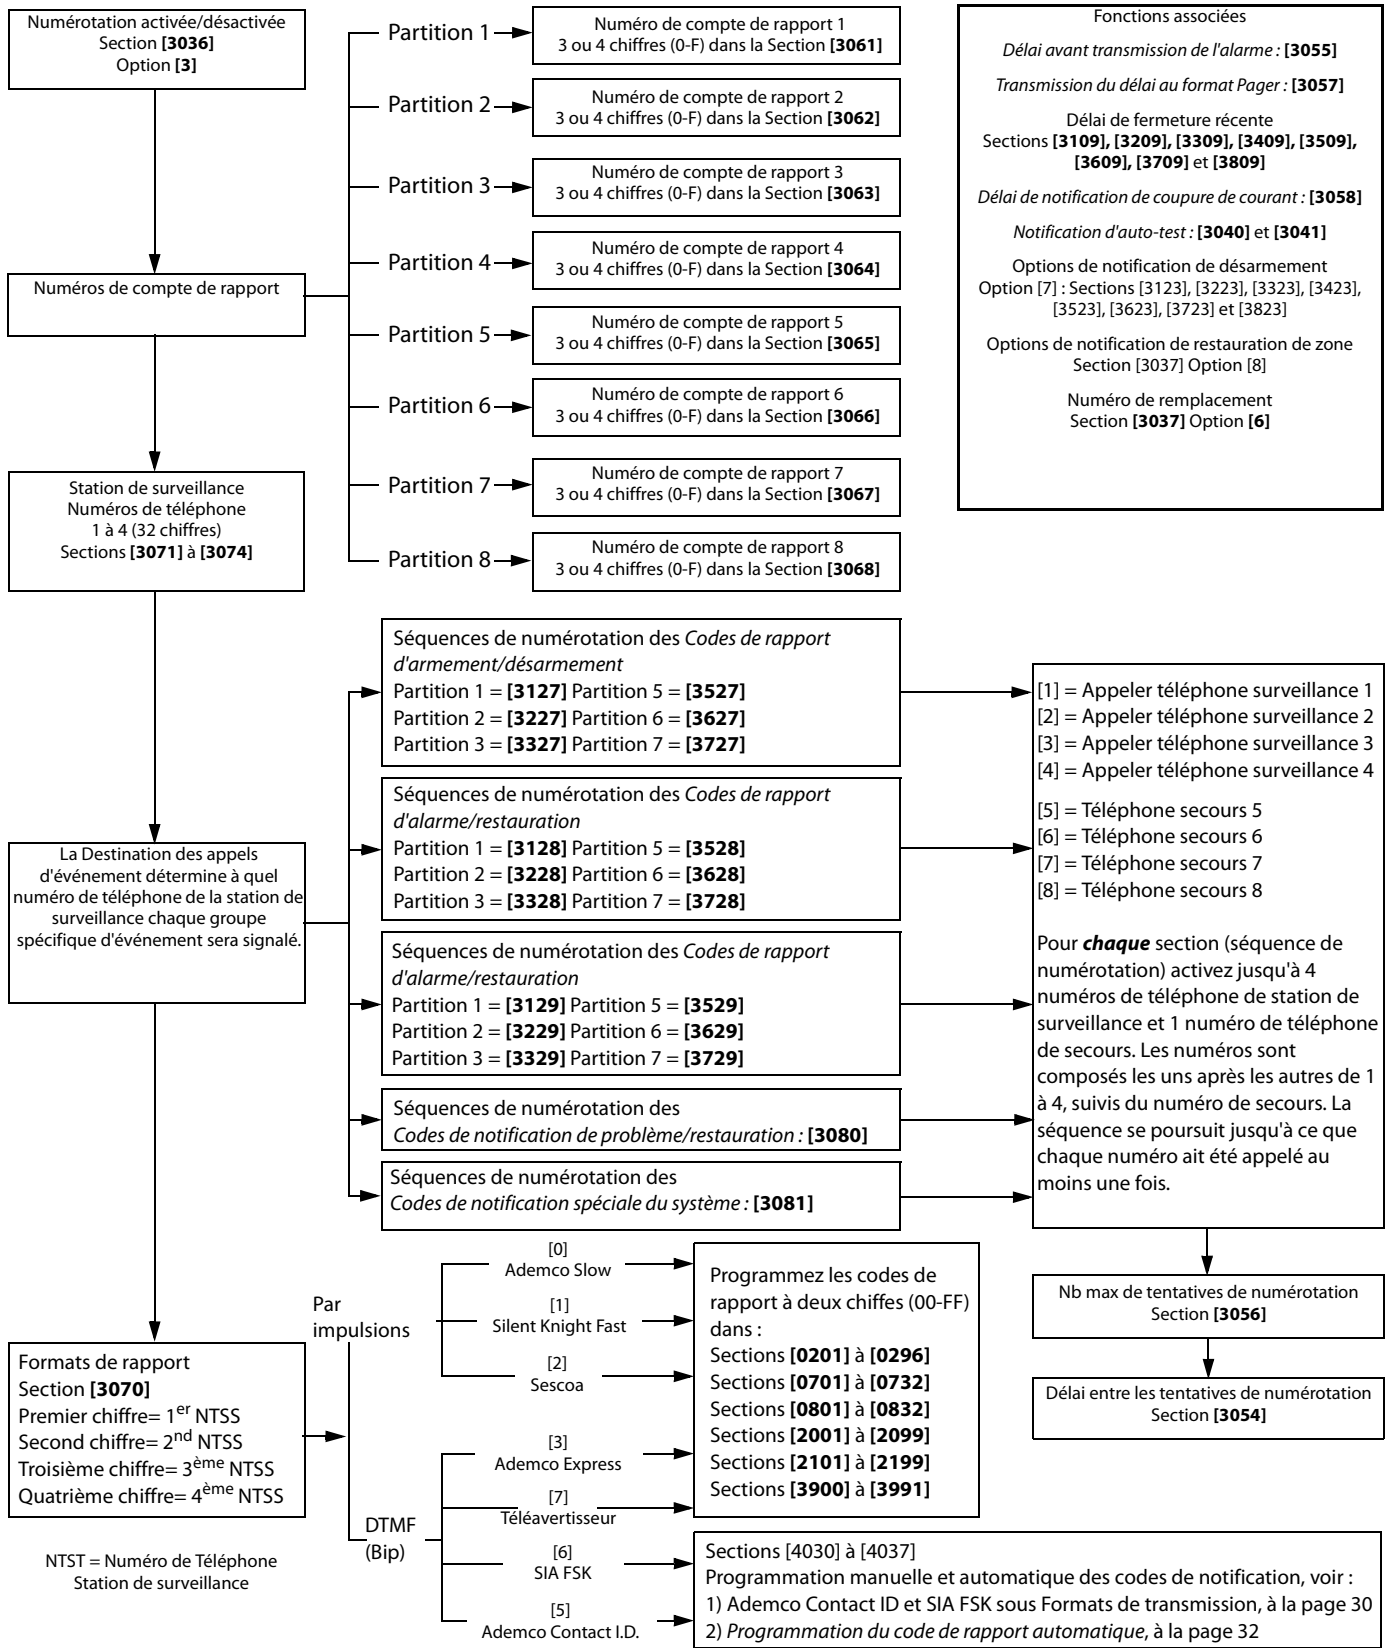 Numérotation activée/désactivée
Section [3036]
Option [3]
Numéros de compte de rapport
Station de surveillance
Numéros de téléphone
1 à 4 (32 chiffres)
Sections [3071] à [3074]
La Destination des appels
d'événement détermine à quel
numéro de téléphone de la station de
surveillance chaque groupe
spécifique d'événement sera signalé.
Formats de rapport
Section [3070]
Premier chiffre= 1er NTSS
Second chiffre= 2nd NTSS
Troisième chiffre= 3ème NTSS
Quatrième chiffre= 4ème NTSS
NTST = Numéro de Téléphone
Station de surveillance
Partition 1
Numéro de compte de rapport 1
3 ou 4 chiffres (0-F) dans la Section [3061]
Partition 2
Numéro de compte de rapport 2
3 ou 4 chiffres (0-F) dans la Section [3062]
Partition 3
Numéro de compte de rapport 3
3 ou 4 chiffres (0-F) dans la Section [3063]
Partition 4
Numéro de compte de rapport 4
3 ou 4 chiffres (0-F) dans la Section [3064]
Partition 5
Numéro de compte de rapport 5
3 ou 4 chiffres (0-F) dans la Section [3065]
Partition 6
Numéro de compte de rapport 6
3 ou 4 chiffres (0-F) dans la Section [3066]
Partition 7
Numéro de compte de rapport 7
3 ou 4 chiffres (0-F) dans la Section [3067]
Partition 8
Numéro de compte de rapport 8
3 ou 4 chiffres (0-F) dans la Section [3068]
Fonctions associées
Délai avant transmission de l'alarme : [3055]
Transmission du délai au format Pager : [3057]
Délai de fermeture récente
Sections [3109], [3209], [3309], [3409], [3509],
[3609], [3709] et [3809]
Délai de notification de coupure de courant : [3058]
Notification d'auto-test : [3040] et [3041]
Options de notification de désarmement
Option [7] : Sections [3123], [3223], [3323], [3423],
[3523], [3623], [3723] et [3823]
Options de notification de restauration de zone
Section [3037] Option [8]
Numéro de remplacement
Section [3037] Option [6]
Séquences de numérotation des Codes de rapport
d'armement/désarmement
Partition 1 = [3127] Partition 5 = [3527]
Partition 2 = [3227] Partition 6 = [3627]
Partition 3 = [3327] Partition 7 = [3727]
Séquences de numérotation des Codes de rapport
d'alarme/restauration
Partition 1 = [3128] Partition 5 = [3528]
Partition 2 = [3228] Partition 6 = [3628]
Partition 3 = [3328] Partition 7 = [3728]
Séquences de numérotation des Codes de rapport
d'alarme/restauration
Partition 1 = [3129] Partition 5 = [3529]
Partition 2 = [3229] Partition 6 = [3629]
Partition 3 = [3329] Partition 7 = [3729]
Séquences de numérotation des
Codes de notification de problème/restauration : [3080]
Séquences de numérotation des
Codes de notification spéciale du système : [3081]
[1] = Appeler téléphone surveillance 1
[2] = Appeler téléphone surveillance 2
[3] = Appeler téléphone surveillance 3
[4] = Appeler téléphone surveillance 4
[5] = Téléphone secours 5
[6] = Téléphone secours 6
[7] = Téléphone secours 7
[8] = Téléphone secours 8
Pour chaque section (séquence de
numérotation) activez jusqu'à 4
numéros de téléphone de station de
surveillance et 1 numéro de téléphone
de secours. Les numéros sont
composés les uns après les autres de 1
à 4, suivis du numéro de secours. La
séquence se poursuit jusqu'à ce que
chaque numéro ait été appelé au
moins une fois.
Nb max de tentatives de numérotation
Section [3056]
Délai entre les tentatives de numérotation
Section [3054]
Par
impulsions
[0]
Ademco Slow
[1]
Silent Knight Fast
[2]
Sescoa
DTMF
(Bip)
[3]
Ademco Express
[7]
Téléavertisseur
[6]
SIA FSK
[5]
Ademco Contact I.D.
Programmez les codes de
rapport à deux chiffes (00-FF)
dans :
Sections [0201] à [0296]
Sections [0701] à [0732]
Sections [0801] à [0832]
Sections [2001] à [2099]
Sections [2101] à [2199]
Sections [3900] à [3991]
Sections [4030] à [4037]
Programmation manuelle et automatique des codes de notification, voir :
1) Ademco Contact ID et SIA FSK sous Formats de transmission, à la page 30
2) Programmation du code de rapport automatique, à la page 32